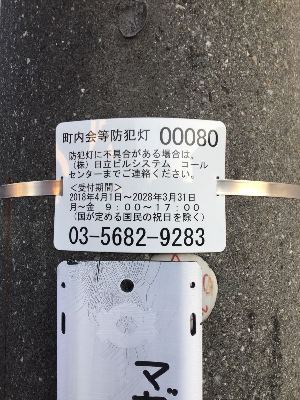 町内会等防犯灯 00080
防犯灯に不具合がある場合は、
(株)日立ビルシステム コール
センターまでご連絡ください。
<受付期間>
2018年4月1日~2028年3月31日
月~金 9:00~17:00
(国が定める国民の祝日を除く)
03-5682-9283